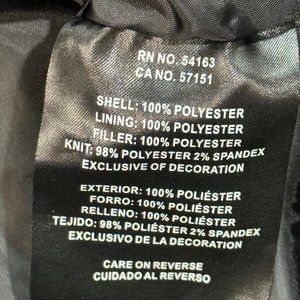 RN NO. 54163
CA NO. 57151
SHELL: 100% POLYESTER
LINING: 100% POLYESTER
FILLER: 100% POLYESTER
KNIT: 98% POLYESTER 2% SPANDEX
EXCLUSIVE OF DECORATION
EXTERIOR: 100% POLIÉSTER
FORRO: 100% POLIÉSTER
RELLENO: 100% POLIÉSTER
TEJIDO: 98% POLIÉSTER 2% SPANDEX
EXCLUSIVO DE LA DECORATION
CARE ON REVERSE
CUIDADO AL REVERSO